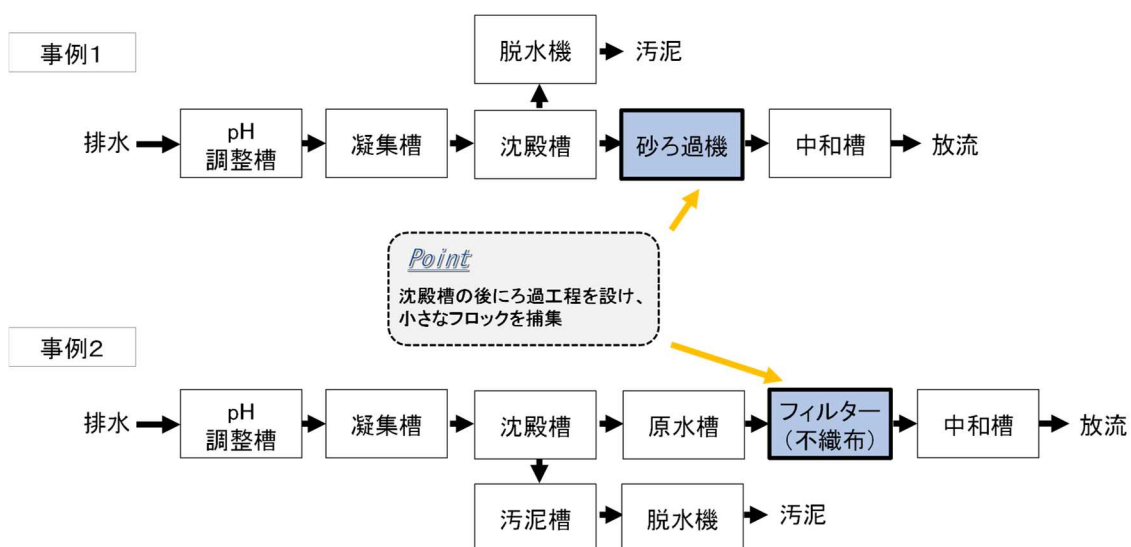 事例1
脱水機
汚泥
排水
pH
調整槽
凝集槽
沈殿槽
砂ろ過機
中和槽
放流
Point
沈殿槽の後にろ過工程を設け、
小さなフロックを捕集
事例2
排水
pH
調整槽
凝集槽
沈殿槽
原水槽
フィルター
(不織布)
中和槽
放流
汚泥槽
脱水機
汚泥